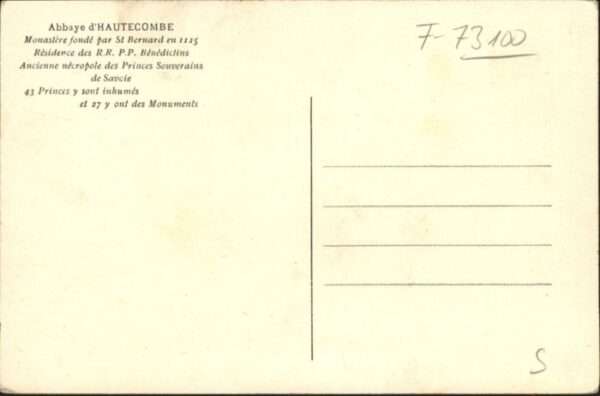 Abbaye d'HAUTECOMBE
Monastère fondé par St Bernard en 1125
Résidence des R.R. P.P. Bénédictins
Ancienne nécropole des Princes Souverains
de Savoie
43 Princes y sont inhumés
et 27 y ont des Monuments
F-73100
S